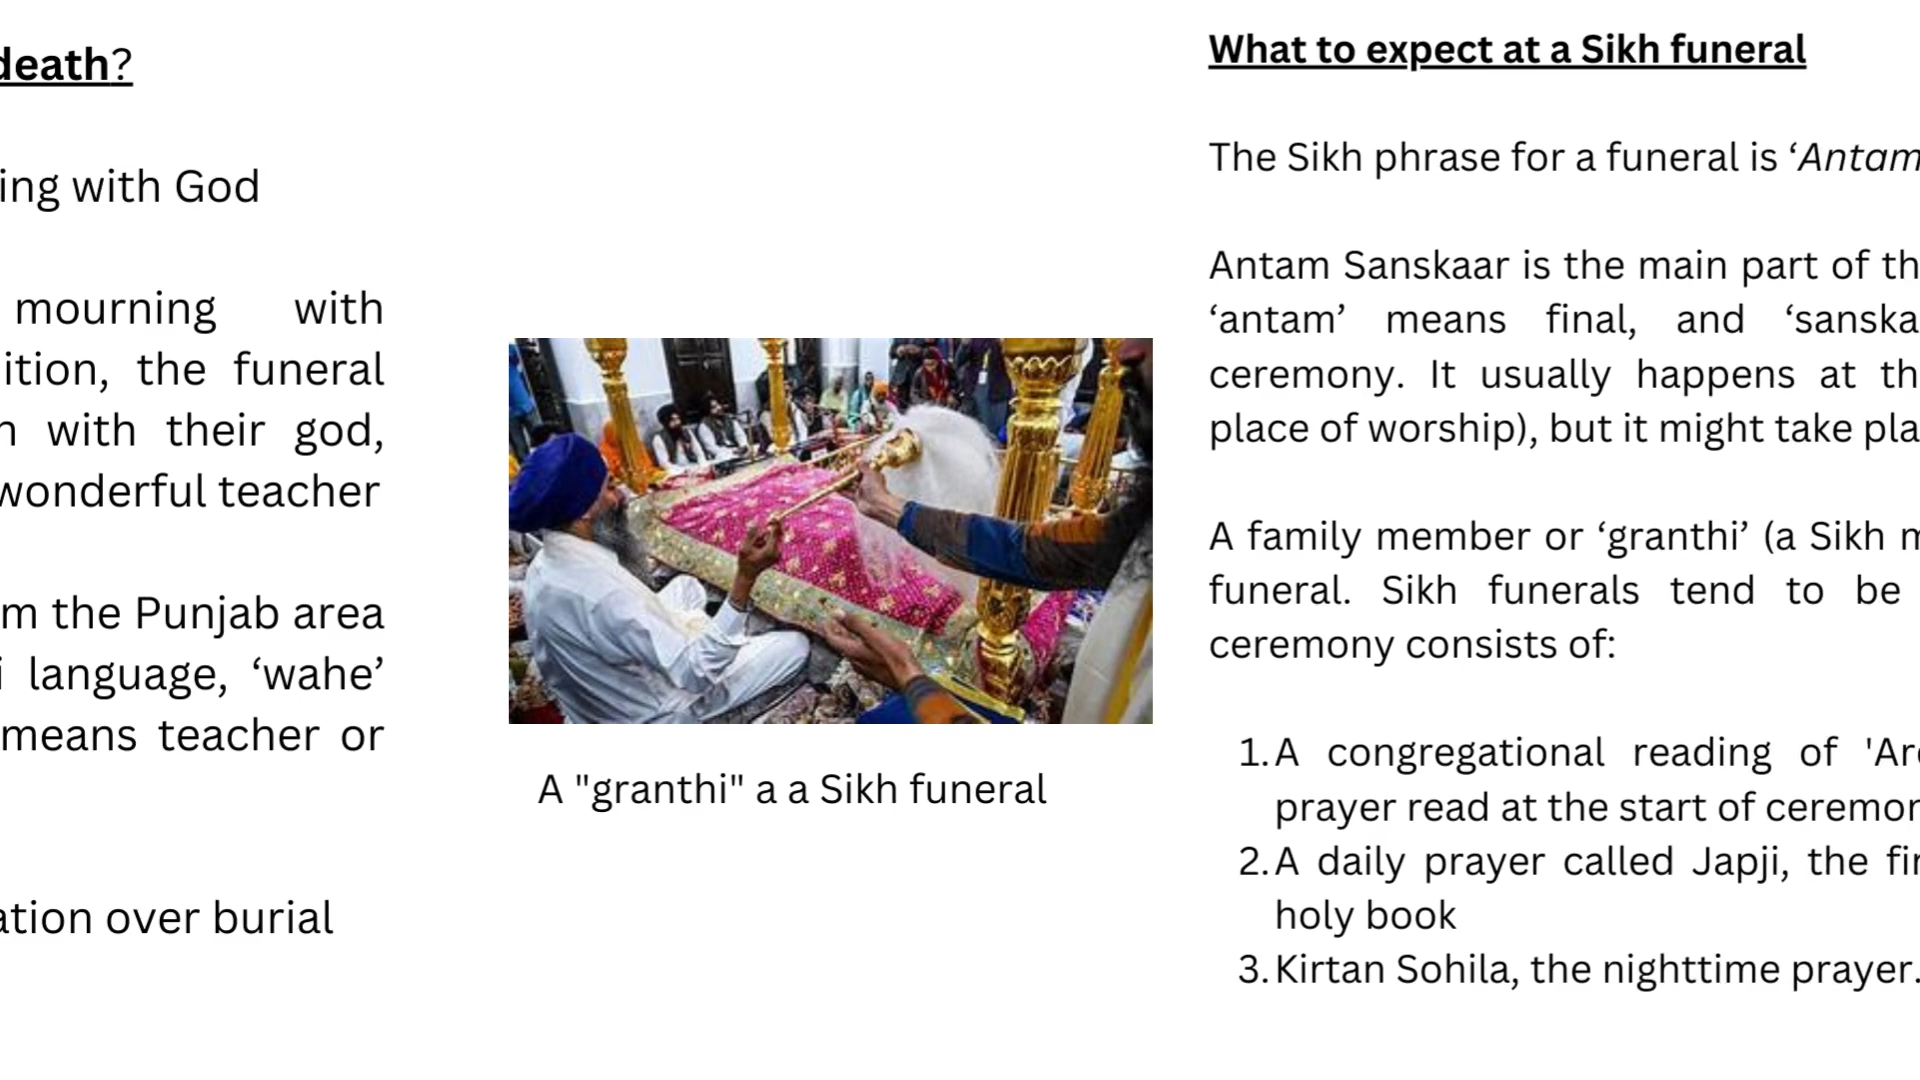 death?
ing with God
mourning with
ition, the funeral
with their god,
wonderful teacher
m the Punjab area
i language, ‘wahe’
means teacher or
ation over burial
A "granthi" a a Sikh funeral
What to expect at a Sikh funeral
The Sikh phrase for a funeral is ‘Antam
Antam Sanskaar is the main part of th
‘antam’ means final, and ‘sanska
ceremony. It usually happens at th
place of worship), but it might take pla
A family member or ‘granthi’ (a Sikh m
funeral. Sikh funerals tend to be
ceremony consists of:
1. A congregational reading of 'Ar
prayer read at the start of ceremon
2. A daily prayer called Japji, the fir
holy book
3. Kirtan Sohila, the nighttime prayer.